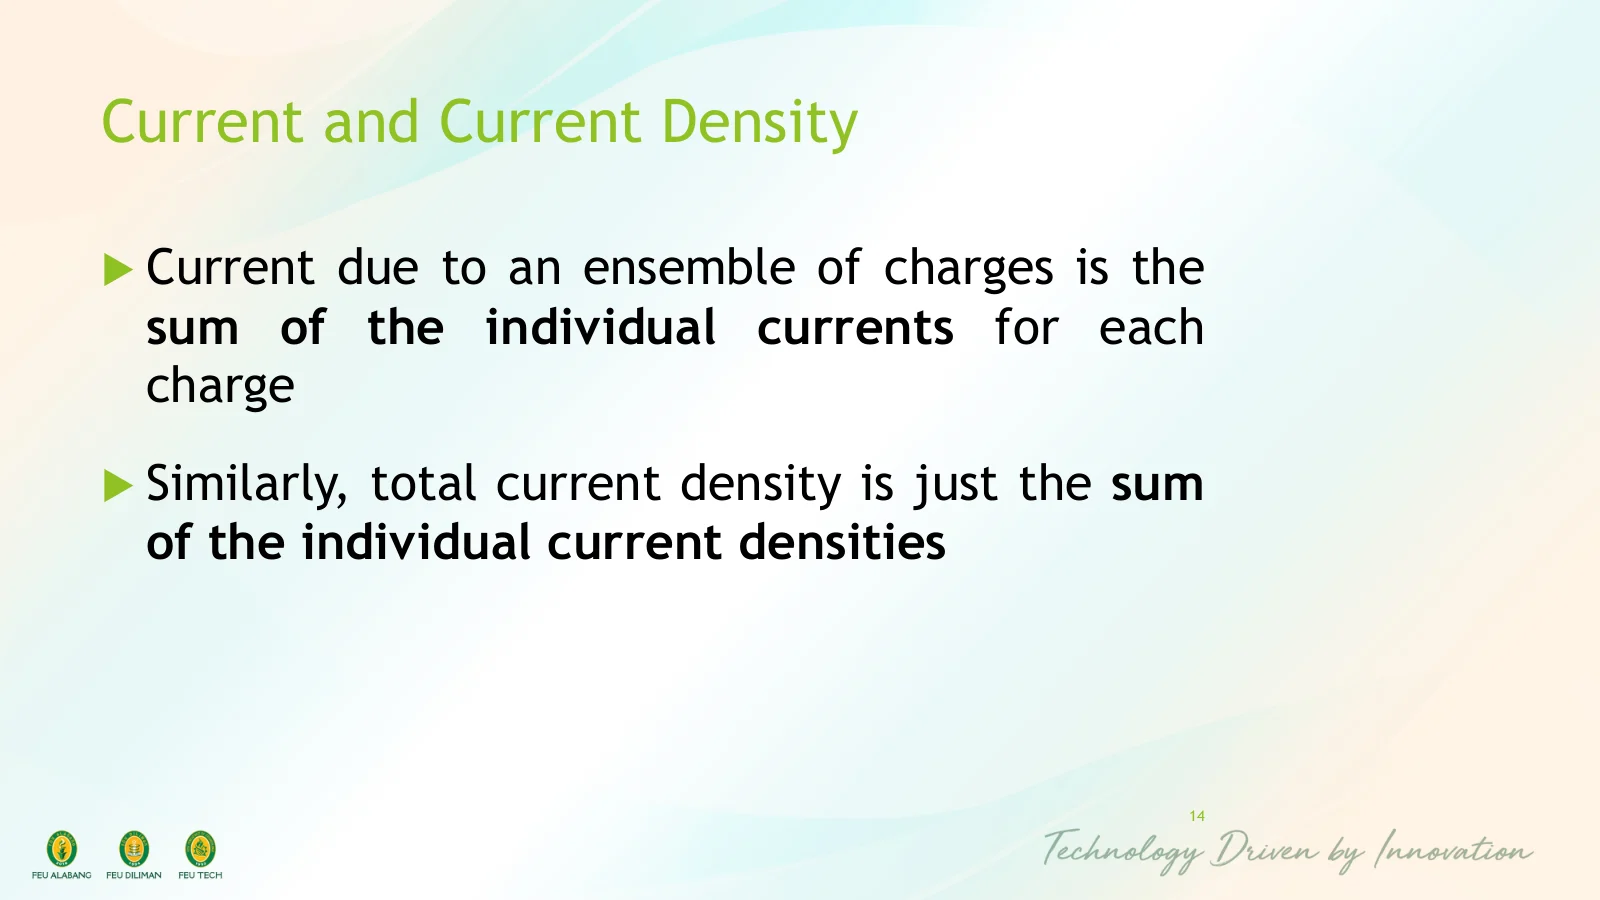 Current and Current Density
Current due to an ensemble of charges is the
sum of the individual currents for each
charge
Similarly, total current density is just the sum
of the individual current densities
14
Technology Driven by Innovation
FEU ALABANG
FEU DILIMAN
FEU TECH